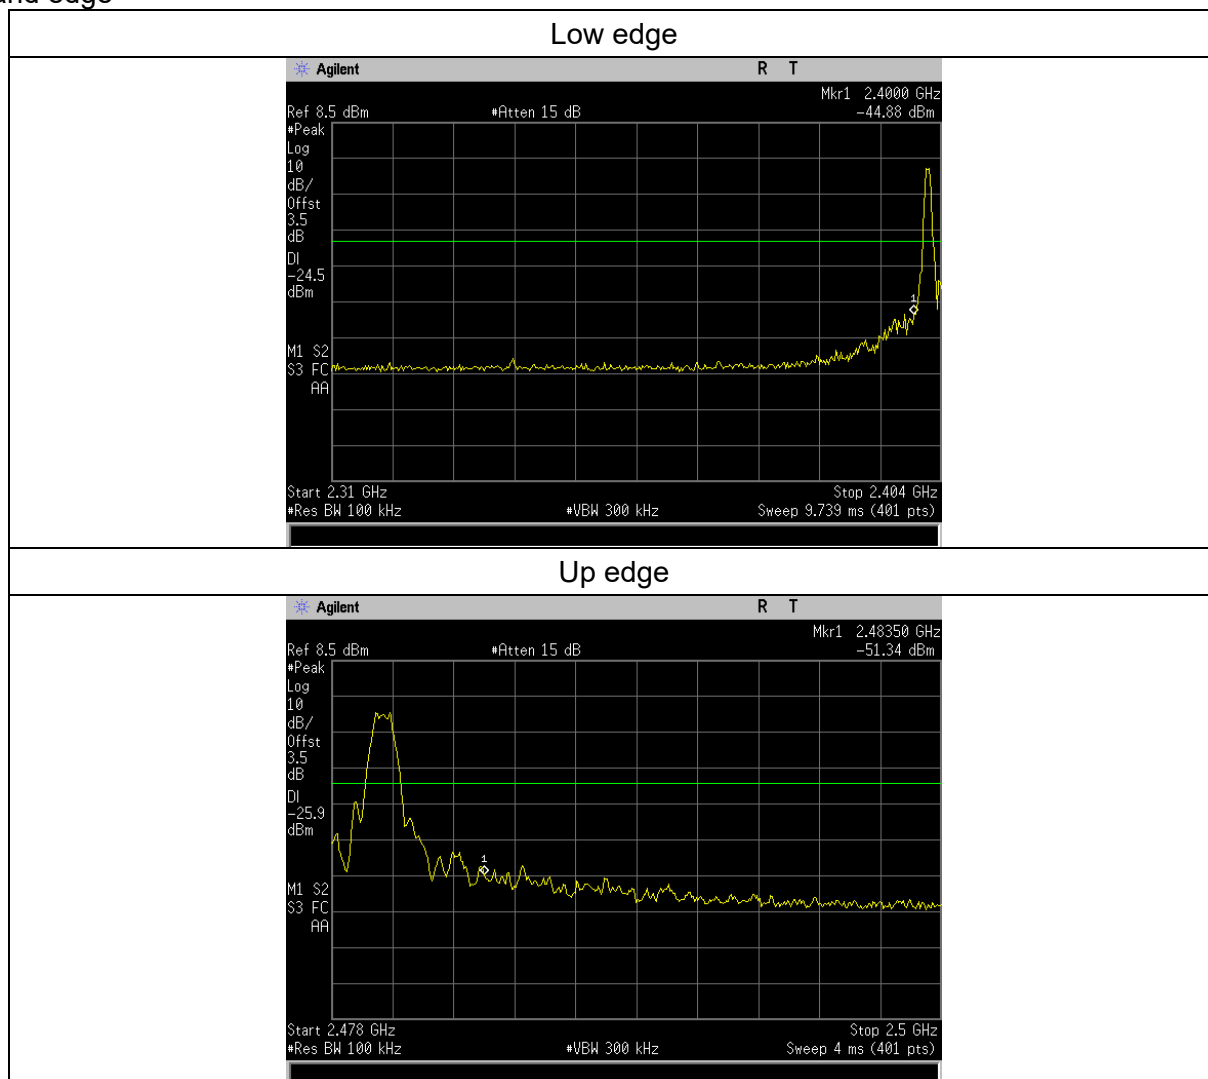 and edge
Low edge
Agilent R T
Mkr1 2.4000 GHz
Ref 8.5 dBm #Atten 15 dB -44.88 dBm
#Peak
Log
10
dB/
Offst
3.5
dB
DI
-24.5
dBm
1
M1 S2
S3 FC
AA
Start 2.31 GHz Stop 2.404 GHz
#Res BW 100 kHz #VBW 300 kHz Sweep 9.739 ms (401 pts)
Up edge
Agilent R T
Mkr1 2.48350 GHz
Ref 8.5 dBm #Atten 15 dB -51.34 dBm
#Peak
Log
10
dB/
Offst
3.5
dB
DI
-25.9
dBm
1
M1 S2
S3 FC
AA
Start 2.478 GHz Stop 2.5 GHz
#Res BW 100 kHz #VBW 300 kHz Sweep 4 ms (401 pts)